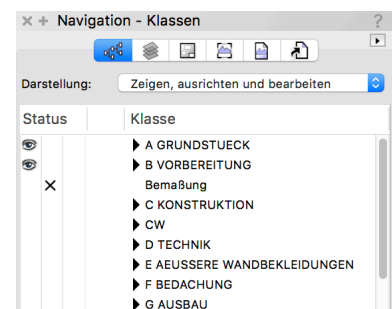 Navigation - Klassen ?
Darstellung: Zeigen, ausrichten und bearbeiten
Status Klasse
A GRUNDSTUECK
B VORBEREITUNG
Bemaßung
C KONSTRUKTION
CW
D TECHNIK
E AEUSSERE WANDBEKLEIDUNGEN
F BEDACHUNG
G AUSBAU